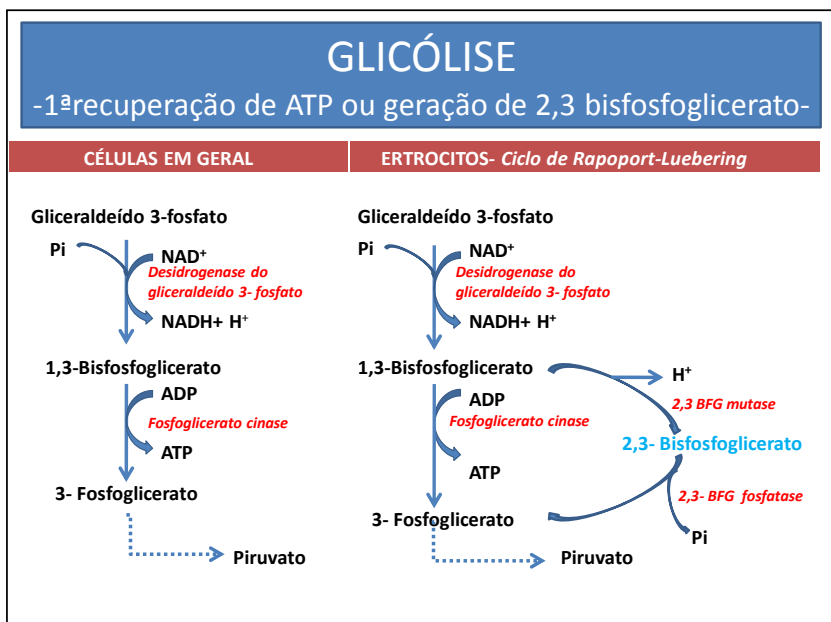 GLICÓLISE
-1ªrecuperação de ATP ou geração de 2,3 bisfosfoglicerato-
CÉLULAS EM GERAL
Gliceraldeído 3-fosfato
Pi
NAD+
Desidrogenase do
gliceraldeído 3- fosfato
NADH+ H+
1,3-Bisfosfoglicerato
ADP
Fosfoglicerato cinase
ATP
3- Fosfoglicerato
Piruvato
ERTROCITOS- Ciclo de Rapoport-Luebering
Gliceraldeído 3-fosfato
Pi
NAD+
Desidrogenase do
gliceraldeído 3- fosfato
NADH+ H+
1,3-Bisfosfoglicerato
H+
ADP
2,3 BFG mutase
Fosfoglicerato cinase
2,3- Bisfosfoglicerato
ATP
2,3- BFG fosfatase
3- Fosfoglicerato
Pi
Piruvato